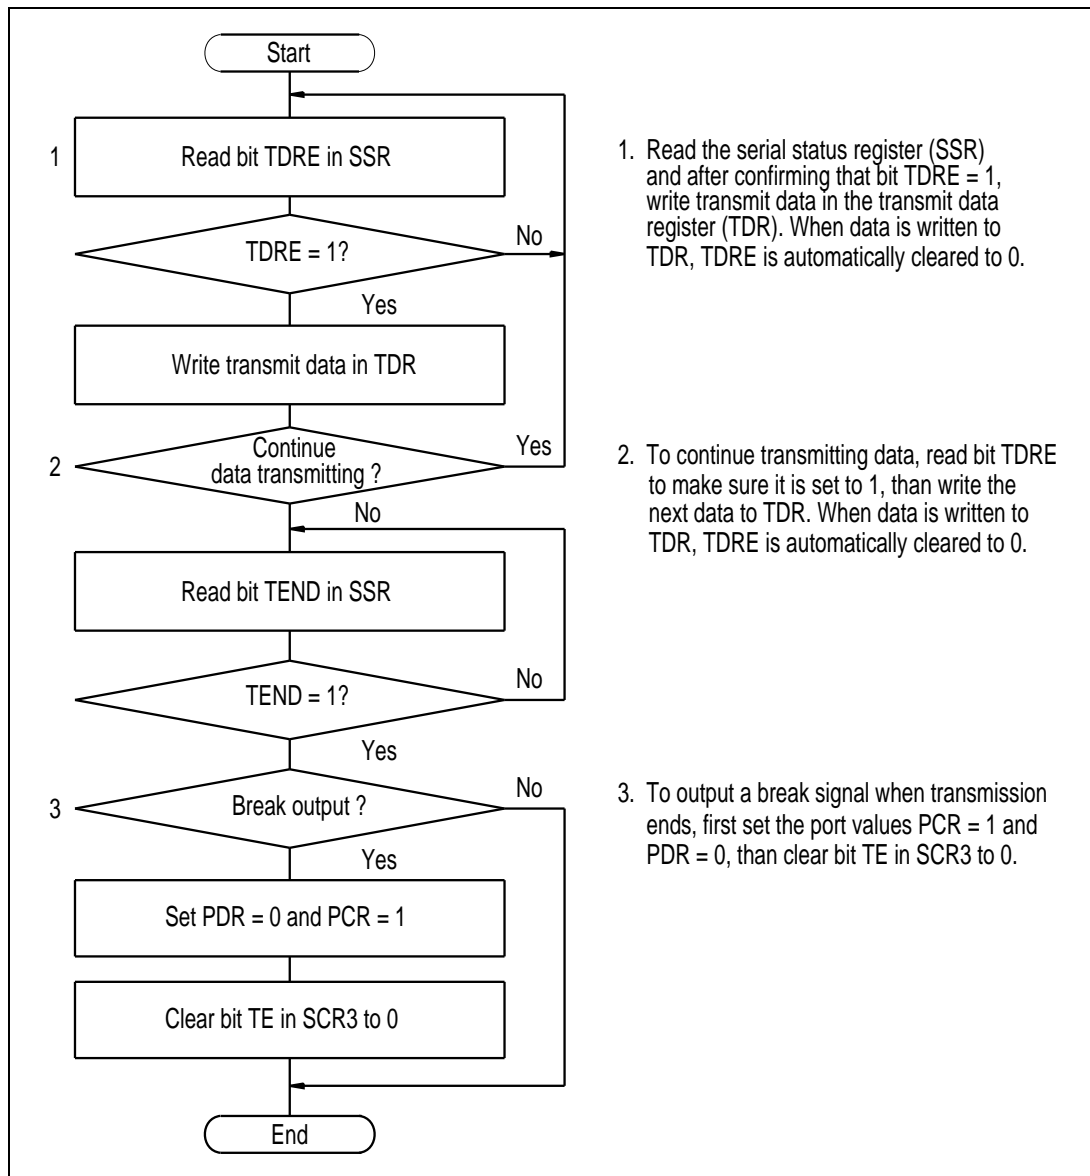 Start
1
Read bit TDRE in SSR
TDRE = 1?
No
Yes
Write transmit data in TDR
2
Continue
data transmitting ?
Yes
No
Read bit TEND in SSR
TEND = 1?
No
Yes
3
Break output ?
No
Yes
Set PDR = 0 and PCR = 1
Clear bit TE in SCR3 to 0
End
1. Read the serial status register (SSR)
and after confirming that bit TDRE = 1,
write transmit data in the transmit data
register (TDR). When data is written to
TDR, TDRE is automatically cleared to 0.
2. To continue transmitting data, read bit TDRE
to make sure it is set to 1, than write the
next data to TDR. When data is written to
TDR, TDRE is automatically cleared to 0.
3. To output a break signal when transmission
ends, first set the port values PCR = 1 and
PDR = 0, than clear bit TE in SCR3 to 0.